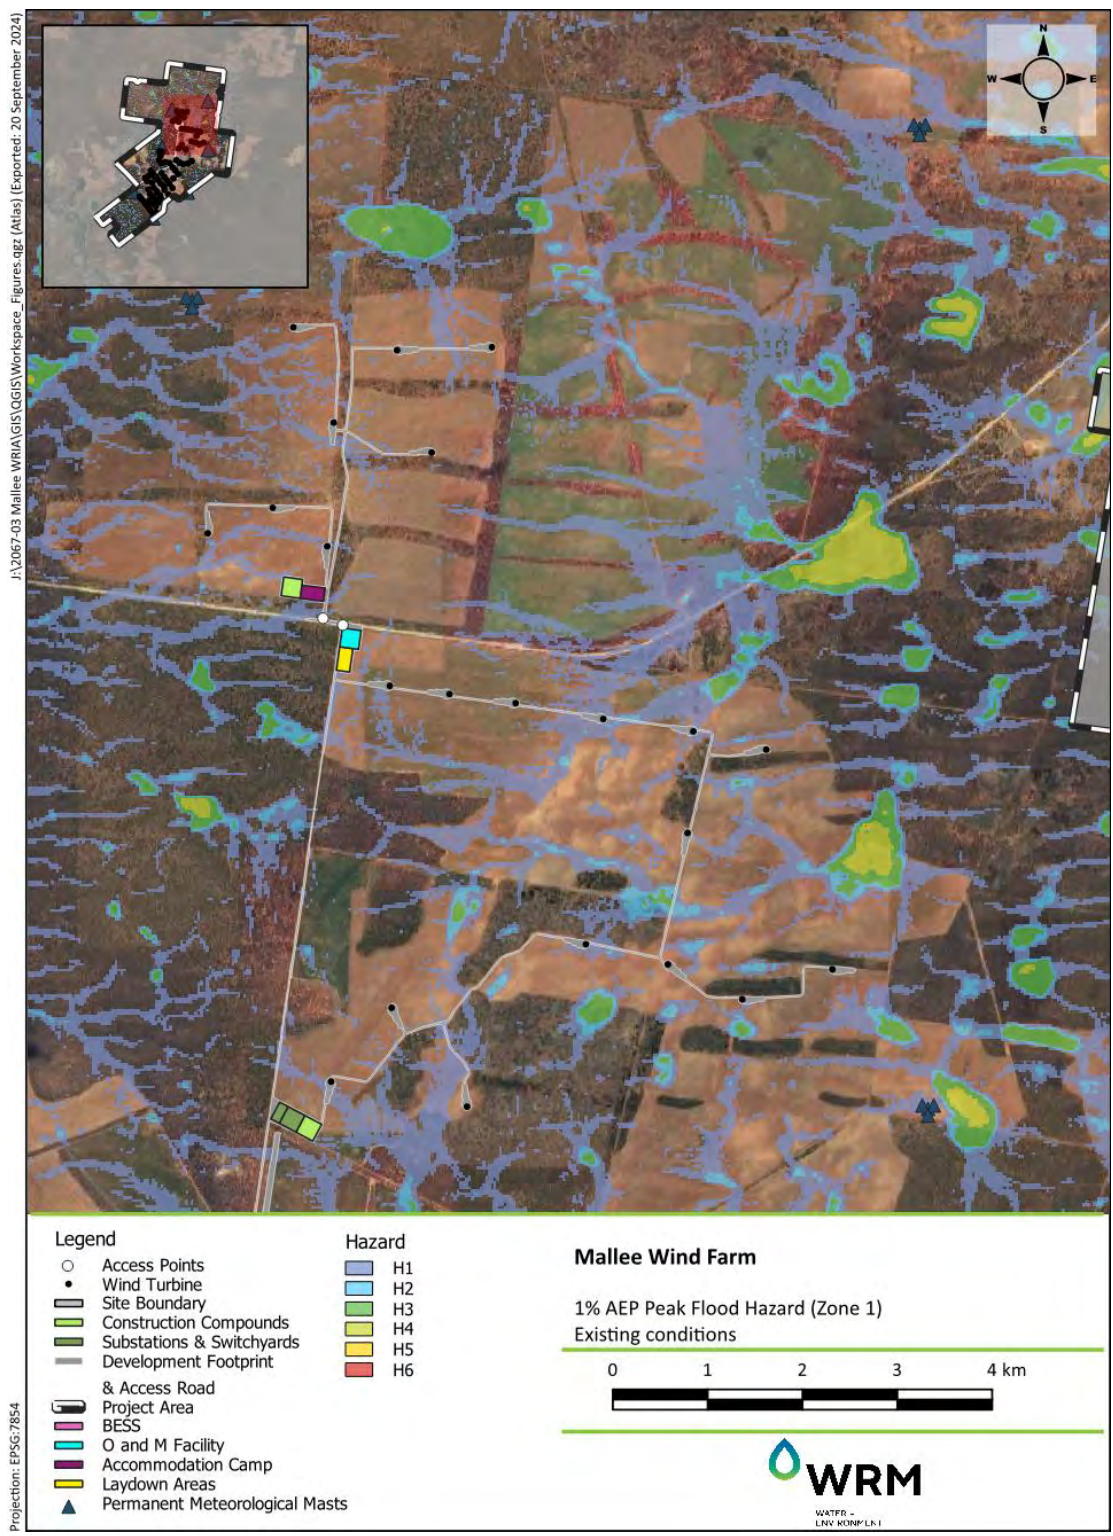 J:\2067-03 Mallee WRIA\GIS\QGIS\Workspace_Figures.qgz (Atlas) (Exported: 20 September 2024)
N
W
E
S
Legend
Access Points
Wind Turbine
Site Boundary
Construction Compounds
Substations & Switchyards
Development Footprint
& Access Road
Project Area
BESS
O and M Facility
Accommodation Camp
Laydown Areas
Permanent Meteorological Masts
Hazard
H1
H2
H3
H4
H5
H6
Mallee Wind Farm
1% AEP Peak Flood Hazard (Zone 1)
Existing conditions
0 1 2 3 4 km
WRM
WATER +
ENVIRONMENT
Projection: EPSG:7854